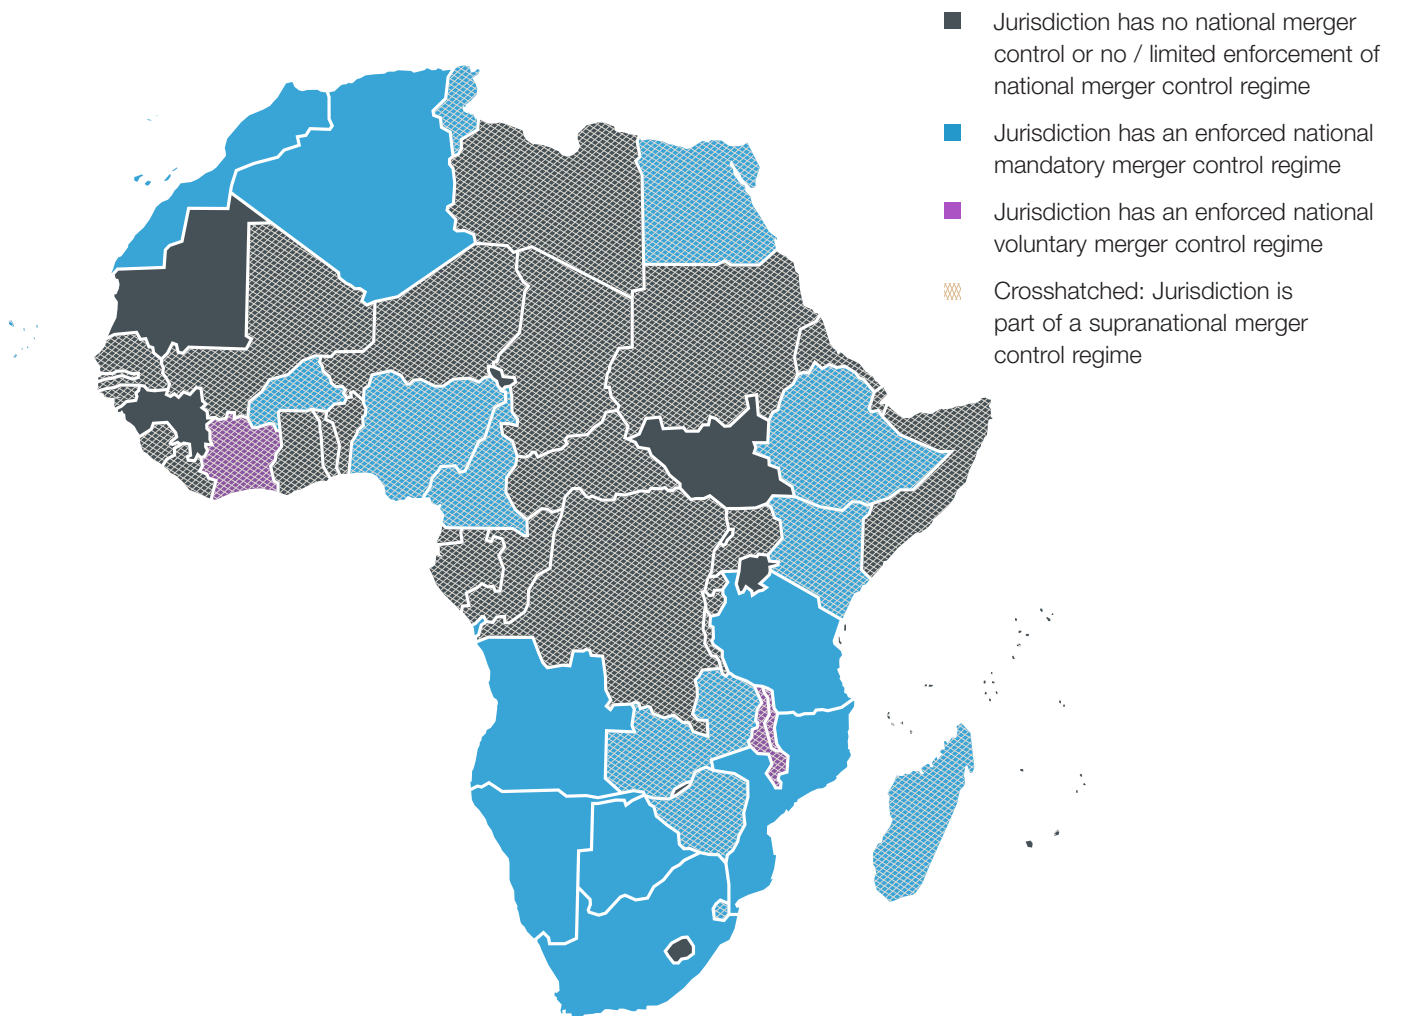 Jurisdiction has no national merger
control or no / limited enforcement of
national merger control regime
Jurisdiction has an enforced national
mandatory merger control regime
Jurisdiction has an enforced national
voluntary merger control regime
Crosshatched: Jurisdiction is
part of a supranational merger
control regime